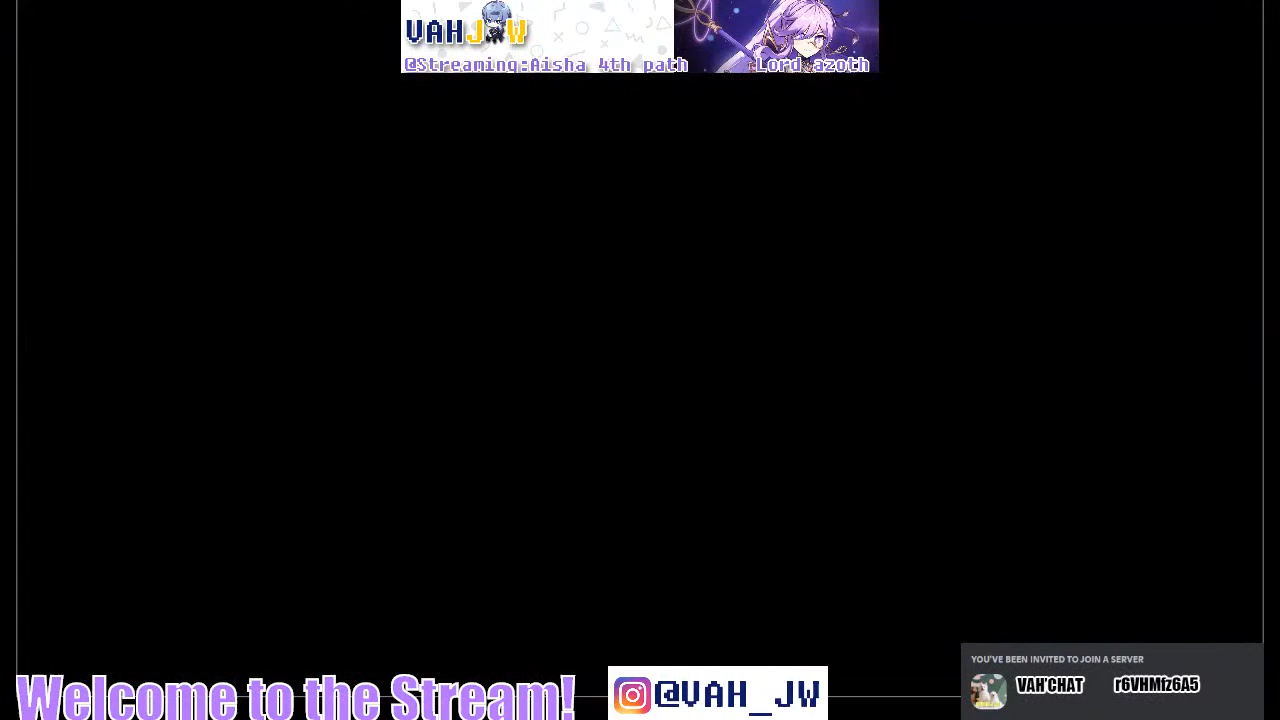 VAHJW
@Streaming:Aisha 4th path
Lord azoth
YOU'VE BEEN INVITED TO JOIN A SERVER
VAH'CHAT r6VHMfz6A5
Welcome to the Stream!
@VAH_JW